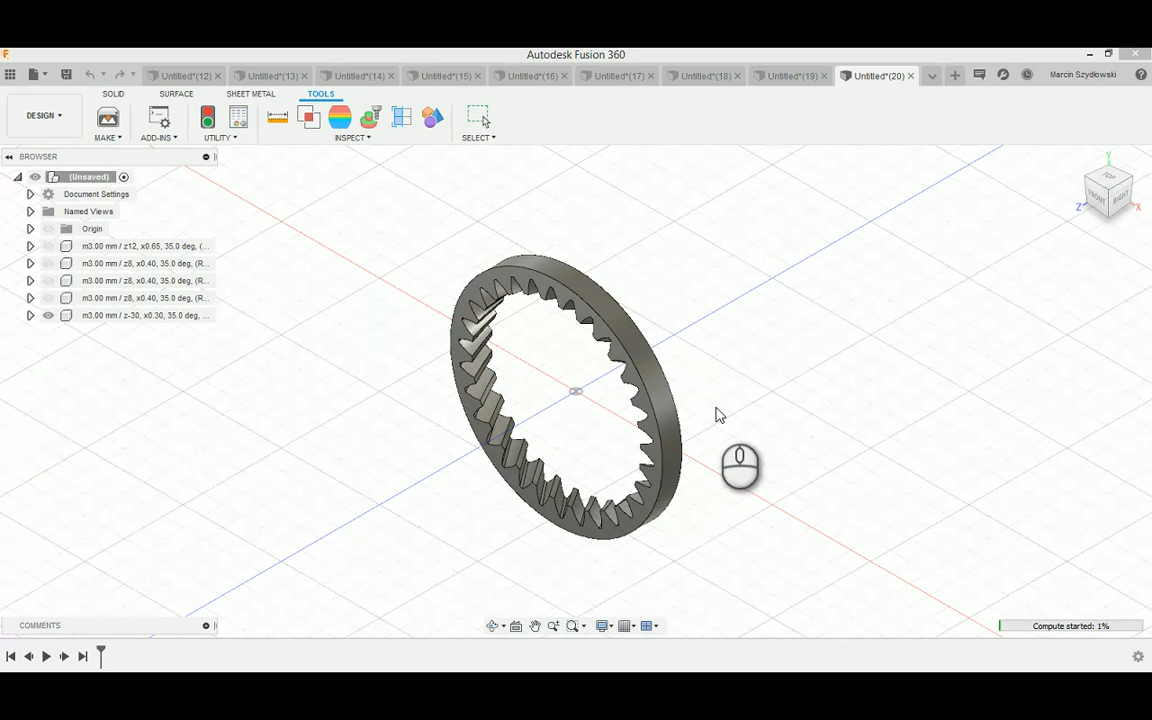 Autodesk Fusion 360
Untitled*(12) Untitled*(13) Untitled*(14) Untitled*(15) Untitled*(16) Untitled*(17) Untitled*(18) Untitled*(19) Untitled*(20) Marcin Szydłowski
SOLID SURFACE SHEET METAL TOOLS
DESIGN
MAKE ADD-INS UTILITY INSPECT SELECT
BROWSER
(Unsaved)
Document Settings
Named Views
Origin
m3.00 mm / z12, x0.65, 35.0 deg, (...
m3.00 mm / z8, x0.40, 35.0 deg, (R...
m3.00 mm / z8, x0.40, 35.0 deg, (R...
m3.00 mm / z8, x0.40, 35.0 deg, (R...
m3.00 mm / z-30, x0.30, 35.0 deg, ...
Y
TOP
FRONT RIGHT
Z X
COMMENTS
Compute started: 1%